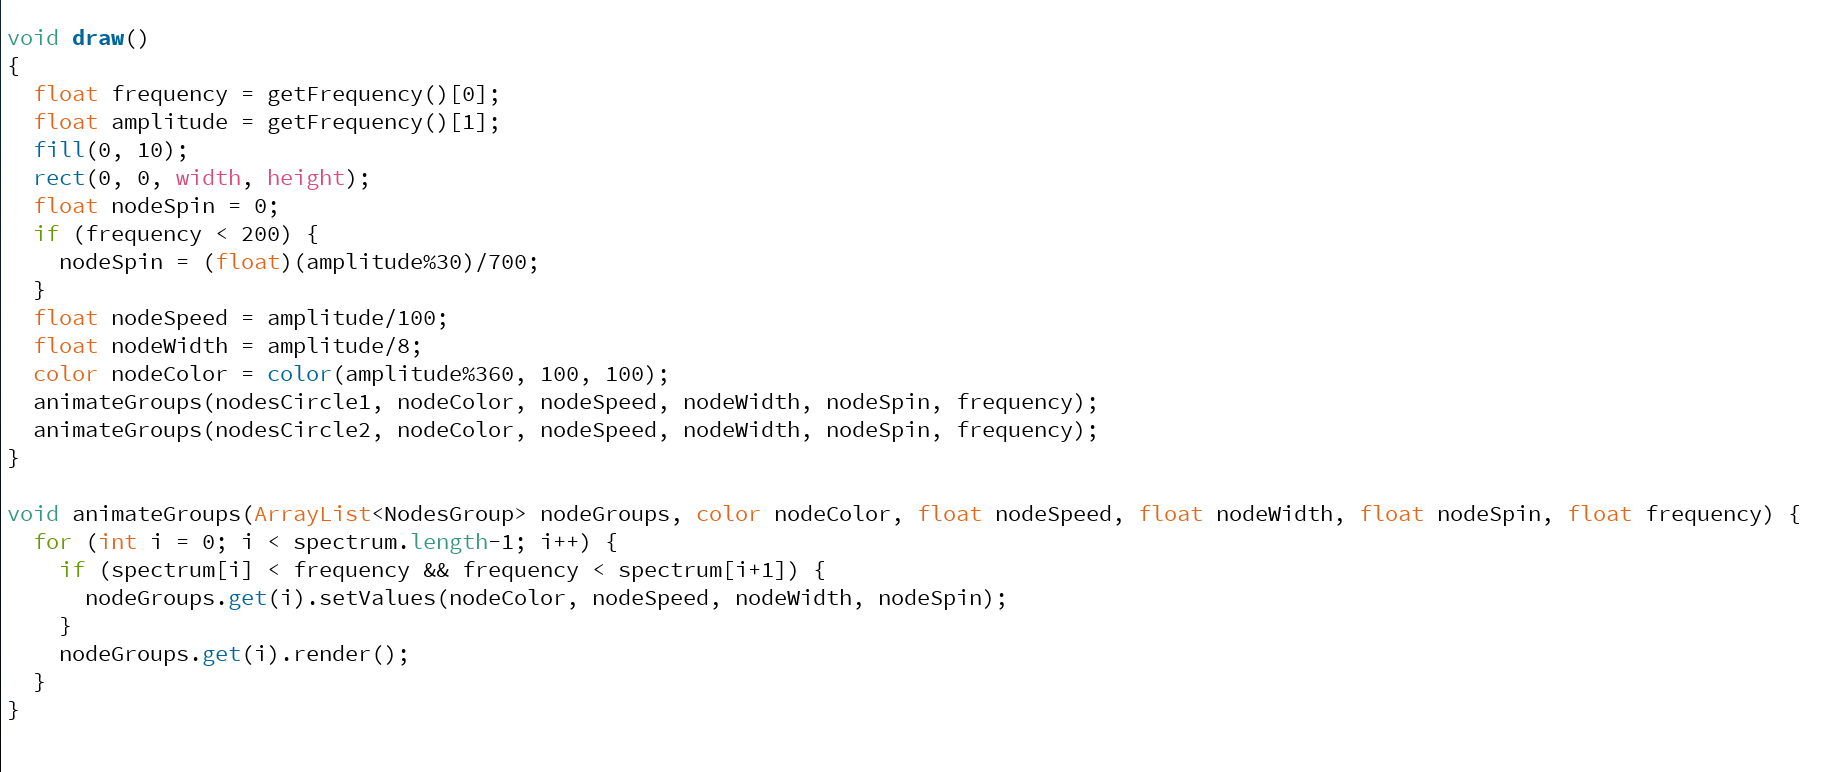 void draw()
{
  float frequency = getFrequency()[0];
  float amplitude = getFrequency()[1];
  fill(0, 10);
  rect(0, 0, width, height);
  float nodeSpin = 0;
  if (frequency < 200) {
    nodeSpin = (float)(amplitude%30)/700;
  }
  float nodeSpeed = amplitude/100;
  float nodeWidth = amplitude/8;
  color nodeColor = color(amplitude%360, 100, 100);
  animateGroups(nodesCircle1, nodeColor, nodeSpeed, nodeWidth, nodeSpin, frequency);
  animateGroups(nodesCircle2, nodeColor, nodeSpeed, nodeWidth, nodeSpin, frequency);
}

void animateGroups(ArrayList<NodesGroup> nodeGroups, color nodeColor, float nodeSpeed, float nodeWidth, float nodeSpin, float frequency) {
  for (int i = 0; i < spectrum.length-1; i++) {
    if (spectrum[i] < frequency && frequency < spectrum[i+1]) {
      nodeGroups.get(i).setValues(nodeColor, nodeSpeed, nodeWidth, nodeSpin);
    }
    nodeGroups.get(i).render();
  }
}